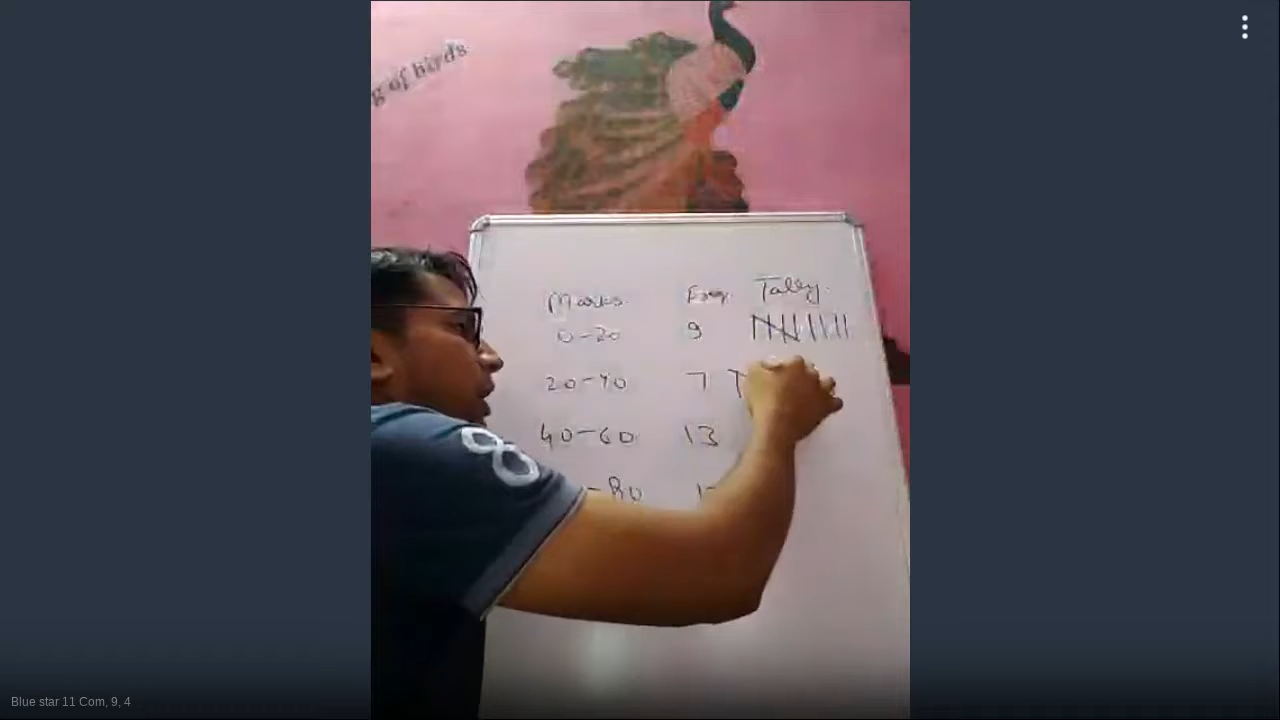 g of birds
Marks Freq Tally
0-20 9
20-40 7
40-60 13
-80
8
Blue star 11 Com, 9, 4